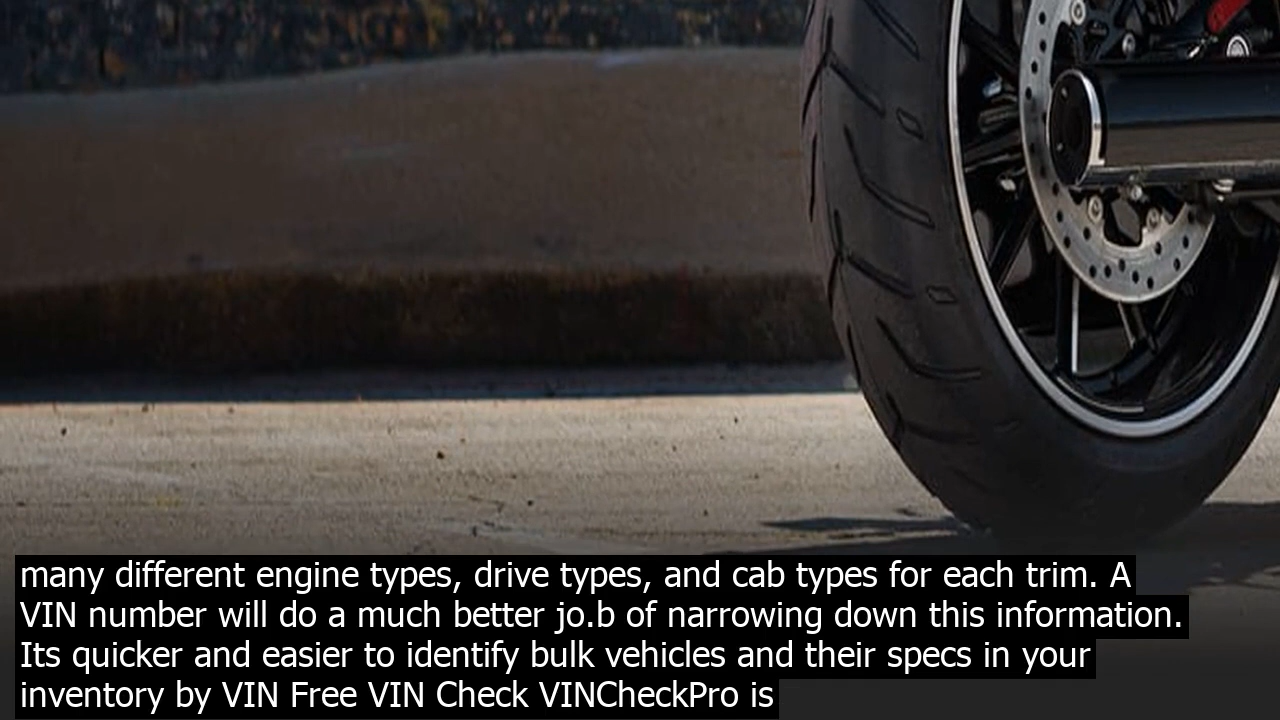 many different engine types, drive types, and cab types for each trim. A
VIN number will do a much better jo.b of narrowing down this information.
Its quicker and easier to identify bulk vehicles and their specs in your
inventory by VIN Free VIN Check VINCheckPro is